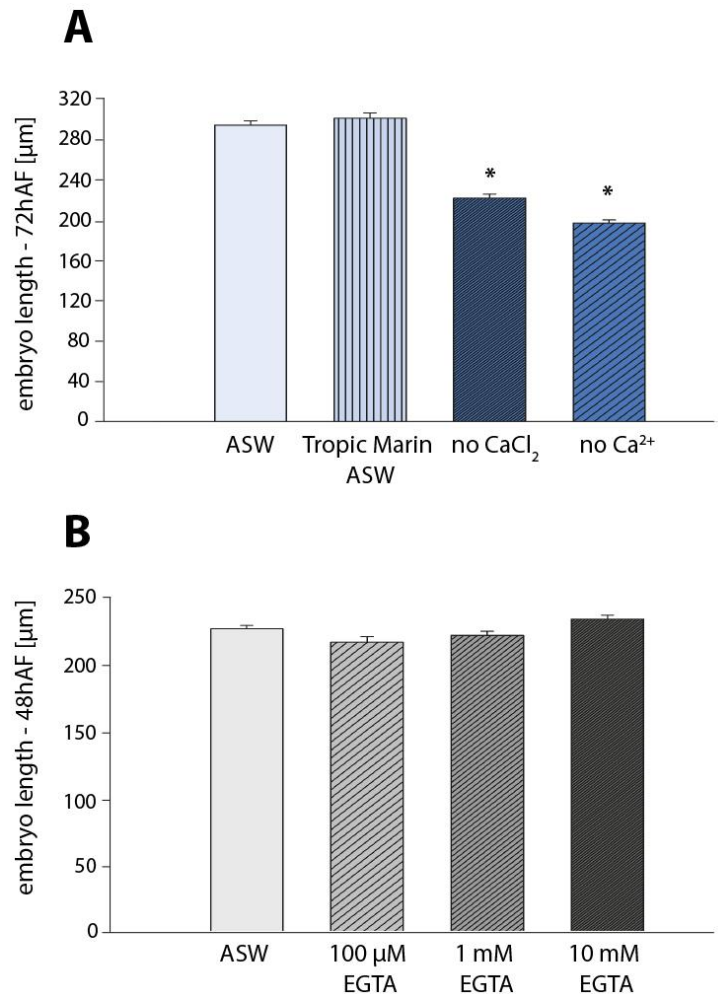 A
embryo length - 72hAF [µm]
320
280
240
200
160
120
80
40
0
*
*
ASW
Tropic Marin
ASW
no CaCl₂
no Ca²⁺
B
embryo length - 48hAF [µm]
250
200
150
100
50
0
ASW
100 µM
EGTA
1 mM
EGTA
10 mM
EGTA